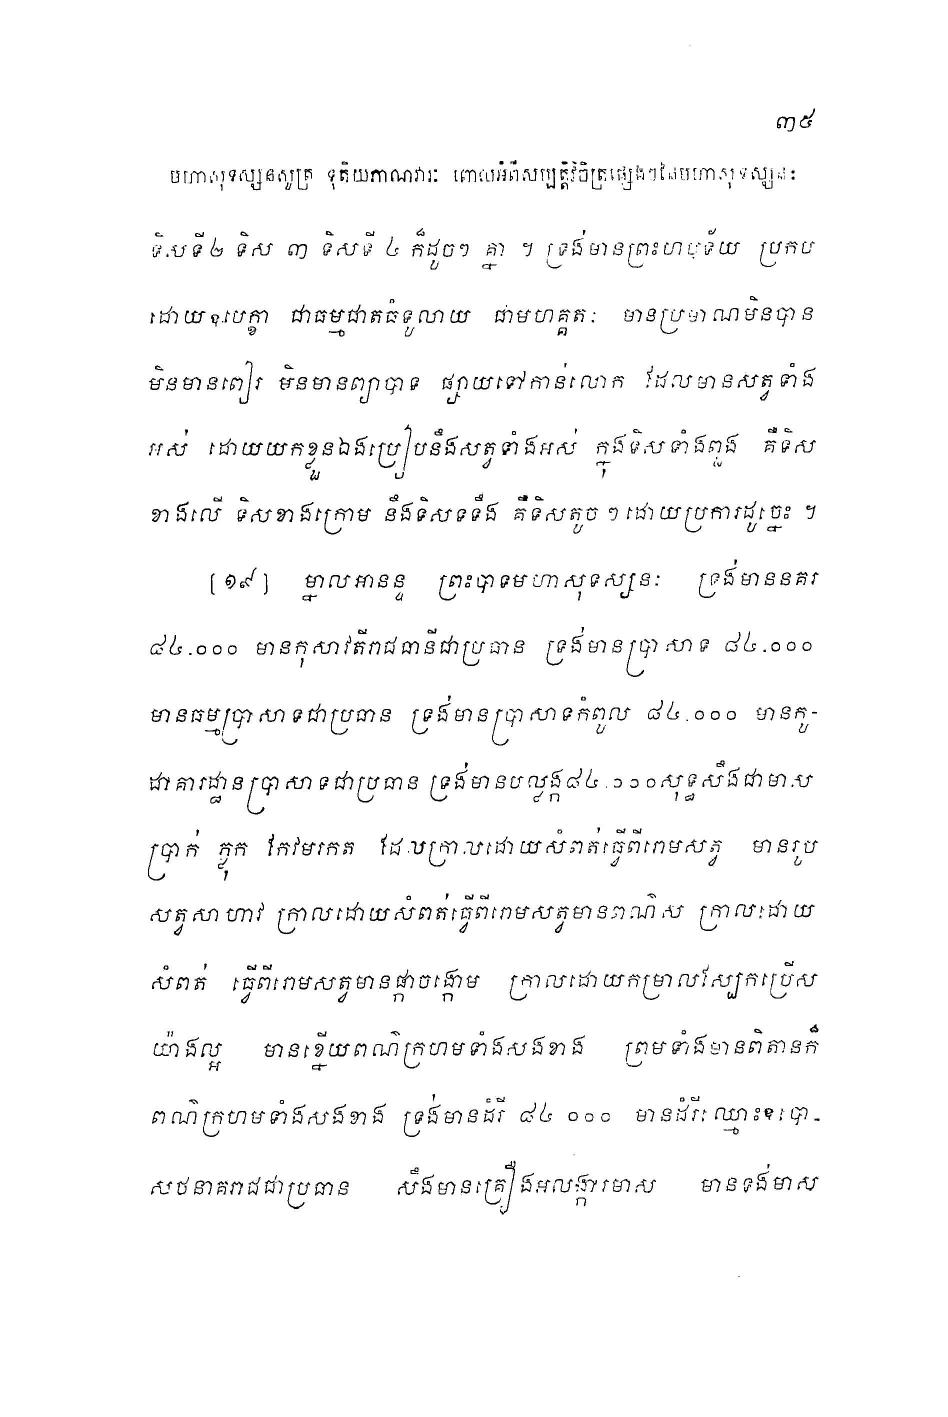 ៣៥
មហាសុទស្សនសូត្រ ទុតិយភាណវារៈ ពោលអំពីសម្បត្តិវិចិត្រផ្សេងៗនៃមហាសុទស្សនៈ
ទិសទី២ ទិស ៣ ទិសទី ៤ ក៏ដូចៗ គ្នា ។ ទ្រង់មានព្រះហឫទ័យ ប្រកប
ដោយឧបេក្ខា ជាធម្មជាតធំទូលាយ ជាមហគ្គតៈ មានប្រមាណមិនបាន
មិនមានពៀរ មិនមានព្យាបាទ ផ្សាយទៅកាន់លោក ដែលមានសត្វទាំង
អស់ ដោយយកខ្លួនឯងប្រៀបនឹងសត្វទាំងអស់ ក្នុងទិសទាំងពួង គឺទិស
ខាងលើ ទិសខាងក្រោម នឹងទិសទទឹង គឺទិសតូច ៗ ដោយប្រការដូច្នេះ ។
[១៩] ម្នាលអានន្ទ ព្រះបាទមហាសុទស្សនៈ ទ្រង់មាននគរ
៨៤.០០០ មានកុសាវតីរាជធានីជាប្រធាន ទ្រង់មានប្រាសាទ ៨៤.០០០
មានធម្មប្រាសាទជាប្រធាន ទ្រង់មានប្រាសាទកំពូល ៨៤.០០០ មានកូ-
ដាគារដ្ឋានប្រាសាទជាប្រធាន ទ្រង់មានបល្ល័ង្ក៨៤.០០០សុទ្ធសឹងជាមាស
ប្រាក់ ភ្លុក កែវមរកត ដែលក្រាលដោយសំពត់ធ្វើពីរោមសត្វ មានរូប
សត្វសាហាវ ក្រាលដោយសំពត់ធ្វើពីរោមសត្វមានពណ៌ស ក្រាលដោយ
សំពត់ ធ្វើពីរោមសត្វមានផ្កាចង្កោម ក្រាលដោយកម្រាលស្បែកប្រើស
យ៉ាងល្អ មានខ្នើយពណ៌ក្រហមទាំងសងខាង ព្រមទាំងមានពិតានក៏
ពណ៌ក្រហមទាំងសងខាង ទ្រង់មានដំរី ៨៤ ០០០ មានដំរីឈ្មោះឧបោ-
សថនាគរាជជាប្រធាន សឹងមានគ្រឿងអលង្ការមាស មានទង់មាស